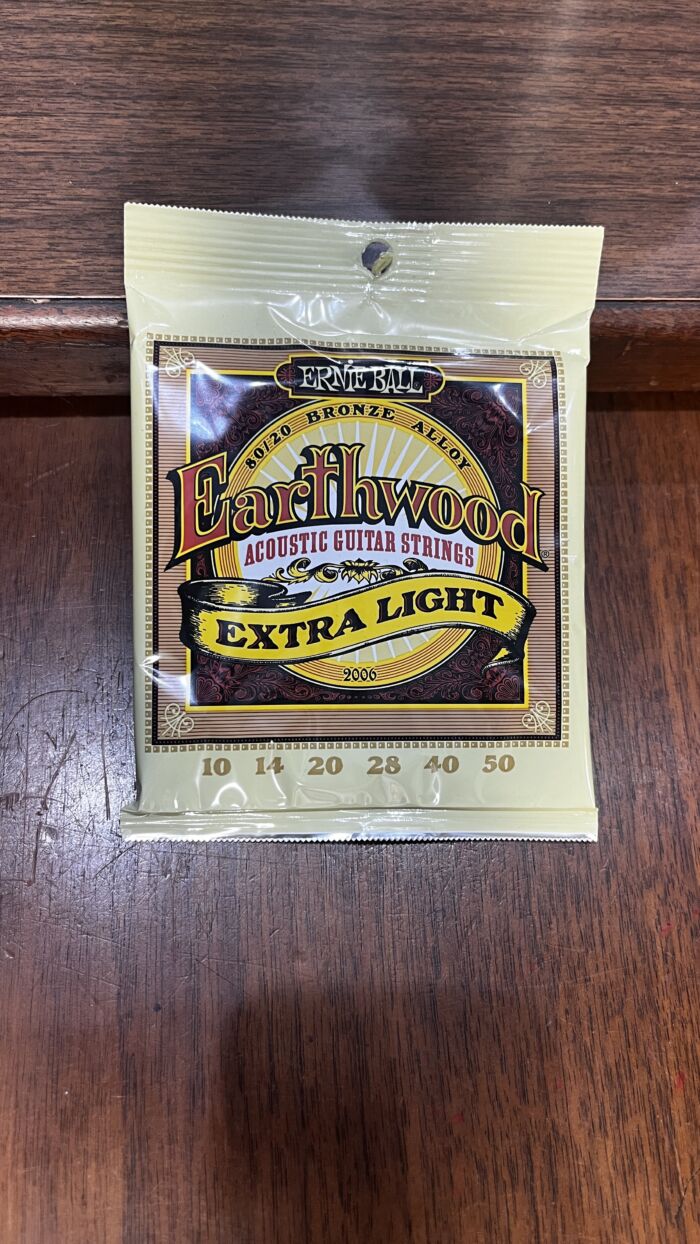 ERNIE BALL
80/20 BRONZE ALLOY
Earthwood®
ACOUSTIC GUITAR STRINGS
EXTRA LIGHT
2006
10 14 20 28 40 50